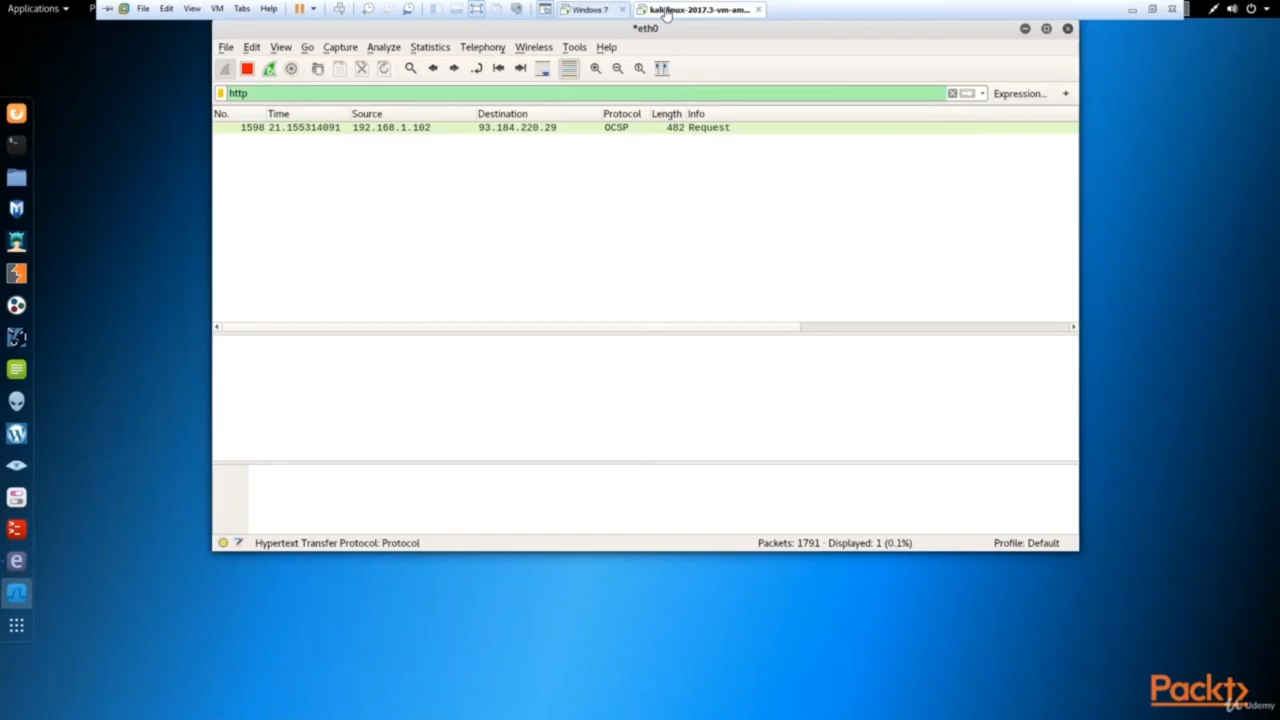 Applications
P
File Edit View VM Tabs Help
Windows 7
kali-linux-2017.3-vm-am...
*eth0
File Edit View Go Capture Analyze Statistics Telephony Wireless Tools Help
http
Expression...
+
No. Time Source Destination Protocol Length Info
1598 21.155314091 192.168.1.102 93.184.220.29 OCSP 482 Request
Hypertext Transfer Protocol: Protocol
Packets: 1791 · Displayed: 1 (0.1%)
Profile: Default
Packt
Udemy